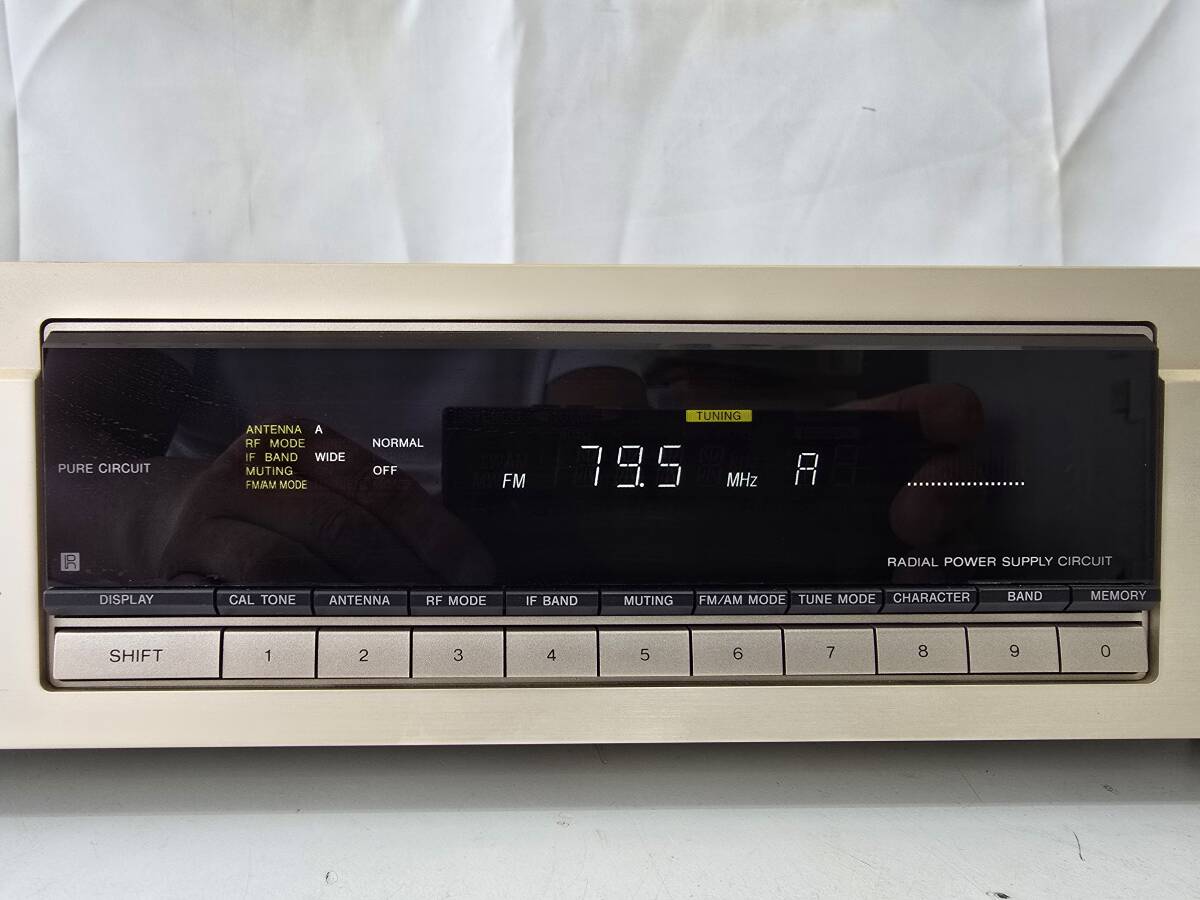 TUNING
ANTENNA A
RF MODE NORMAL
IF BAND WIDE
MUTING OFF
FM/AM MODE
PURE CIRCUIT
FM 79.5 MHz A
R
RADIAL POWER SUPPLY CIRCUIT
DISPLAY CAL TONE ANTENNA RF MODE IF BAND MUTING FM/AM MODE TUNE MODE CHARACTER BAND MEMORY
SHIFT 1 2 3 4 5 6 7 8 9 0